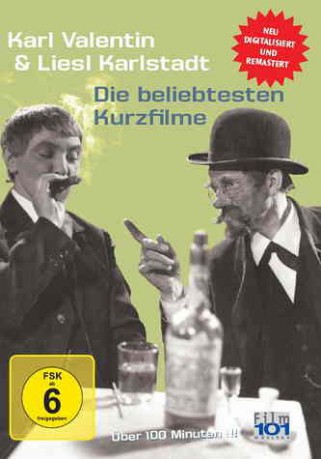 Karl Valentin
& Liesl Karlstadt
NEU
DIGITALISIERT
UND
REMASTERT
Die beliebtesten
Kurzfilme
FSK
ab
6
freigegeben
Über 100 Minuten !!!
Film
101